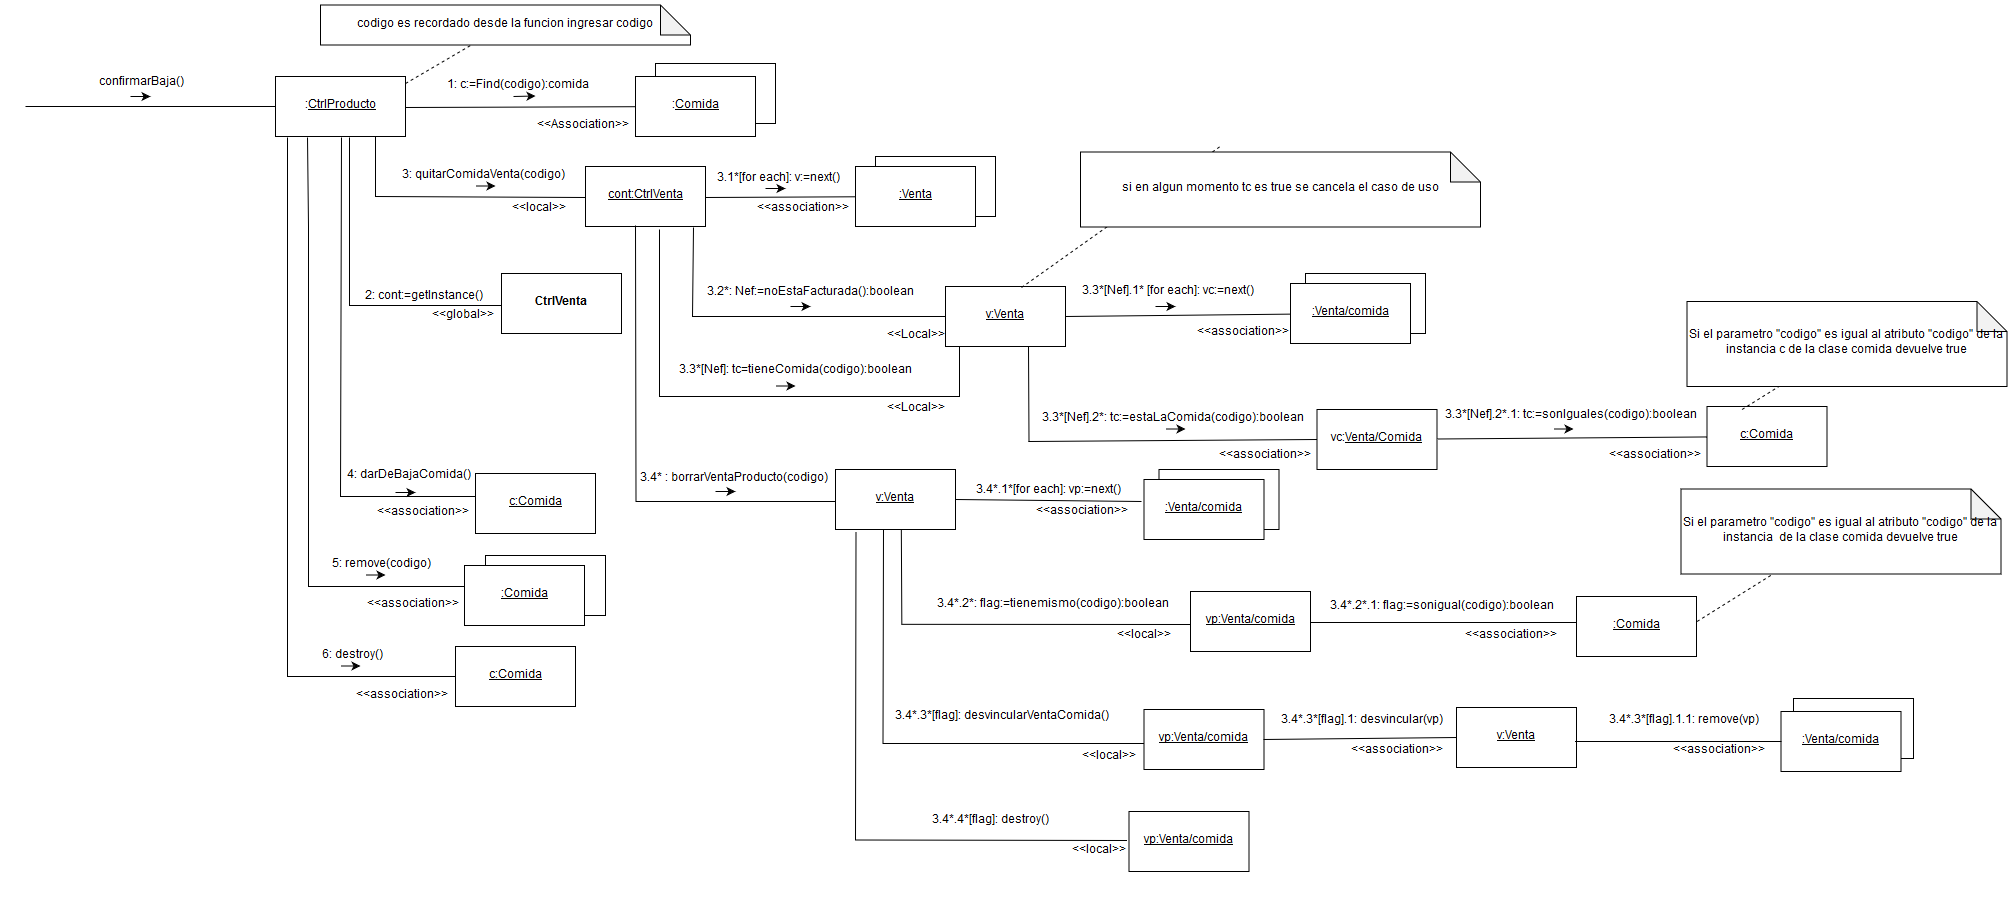 codigo es recordado desde la funcion ingresar codigo
confirmarBaja()
:CtrlProducto
1: c:=Find(codigo):comida
<<Association>>
:Comida
3: quitarComidaVenta(codigo)
<<local>>
cont:CtrlVenta
3.1*[for each]: v:=next()
<<association>>
:Venta
si en algun momento tc es true se cancela el caso de uso
2: cont:=getInstance()
<<global>>
CtrlVenta
3.2*: Nef:=noEstaFacturada():boolean
<<Local>>
v:Venta
3.3*[Nef].1* [for each]: vc:=next()
<<association>>
:Venta/comida
Si el parametro "codigo" es igual al atributo "codigo" de la
instancia c de la clase comida devuelve true
3.3*[Nef]: tc=tieneComida(codigo):boolean
<<Local>>
3.3*[Nef].2*: tc:=estaLaComida(codigo):boolean
<<association>>
vc:Venta/Comida
3.3*[Nef].2*.1: tc:=sonIguales(codigo):boolean
<<association>>
c:Comida
4: darDeBajaComida()
<<association>>
c:Comida
3.4* : borrarVentaProducto(codigo)
v:Venta
3.4*.1*[for each]: vp:=next()
<<association>>
:Venta/comida
Si el parametro "codigo" es igual al atributo "codigo" de la
instancia  de la clase comida devuelve true
5: remove(codigo)
<<association>>
:Comida
3.4*.2*: flag:=tienemismo(codigo):boolean
<<local>>
vp:Venta/comida
3.4*.2*.1: flag:=sonigual(codigo):boolean
<<association>>
:Comida
6: destroy()
<<association>>
c:Comida
3.4*.3*[flag]: desvincularVentaComida()
<<local>>
vp:Venta/comida
3.4*.3*[flag].1: desvincular(vp)
<<association>>
v:Venta
3.4*.3*[flag].1.1: remove(vp)
<<association>>
:Venta/comida
3.4*.4*[flag]: destroy()
<<local>>
vp:Venta/comida